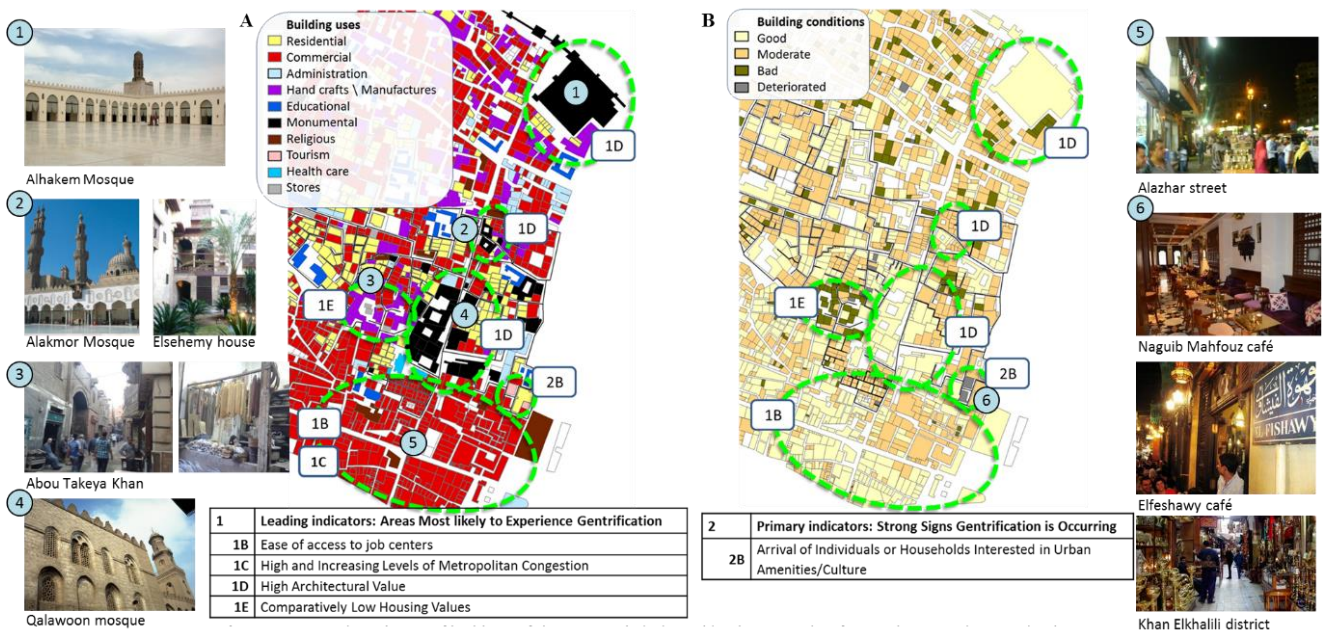 1
Alhakem Mosque
2
Alakmor Mosque
Elsehemy house
3
Abou Takeya Khan
4
Qalawoon mosque
A
Building uses
Residential
Commercial
Administration
Hand crafts \ Manufactures
Educational
Monumental
Religious
Tourism
Health care
Stores
1
1D
2
1D
3
1E
4
1D
2B
1B
5
1C
1 Leading indicators: Areas Most likely to Experience Gentrification
1B Ease of access to job centers
1C High and Increasing Levels of Metropolitan Congestion
1D High Architectural Value
1E Comparatively Low Housing Values
B
Building conditions
Good
Moderate
Bad
Deteriorated
1D
1D
1E
1D
2B
6
1B
2 Primary indicators: Strong Signs Gentrification is Occurring
2B Arrival of Individuals or Households Interested in Urban
Amenities/Culture
5
Alazhar street
6
Naguib Mahfouz café
قهوة الفيشاوي
EL-FISHAWY
Elfeshawy café
Khan Elkhalili district